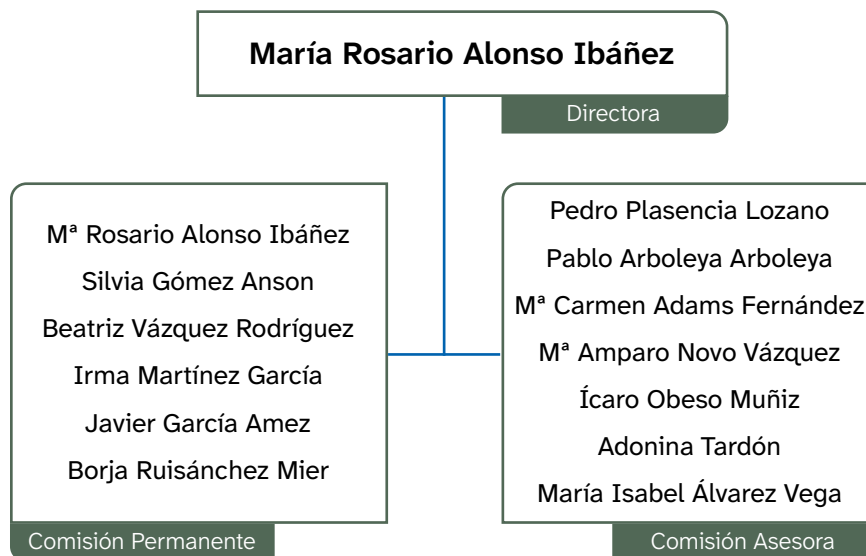 María Rosario Alonso Ibáñez
Directora
Mª Rosario Alonso Ibáñez
Silvia Gómez Anson
Beatriz Vázquez Rodríguez
Irma Martínez García
Javier García Amez
Borja Ruisánchez Mier
Comisión Permanente
Pedro Plasencia Lozano
Pablo Arboleya Arboleya
Mª Carmen Adams Fernández
Mª Amparo Novo Vázquez
Ícaro Obeso Muñiz
Adonina Tardón
María Isabel Álvarez Vega
Comisión Asesora